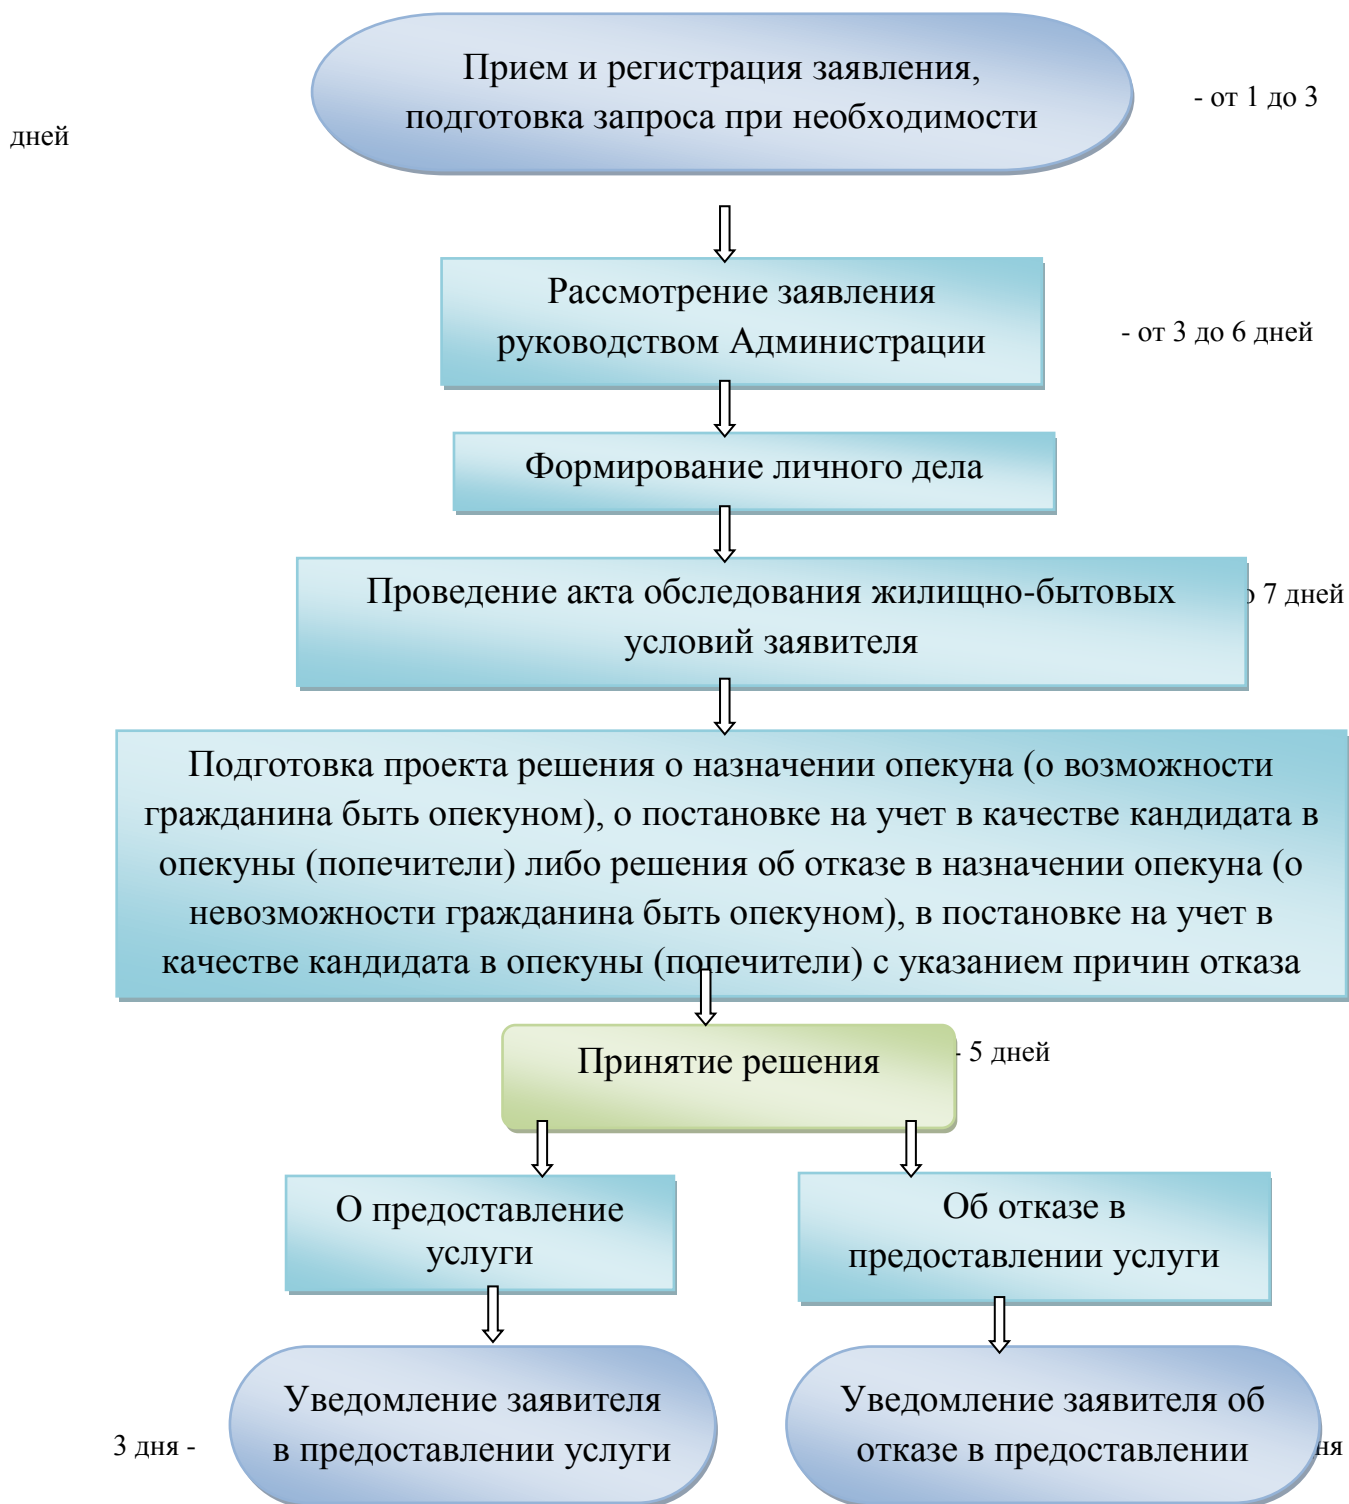 Прием и регистрация заявления,
подготовка запроса при необходимости
- от 1 до 3
дней
Рассмотрение заявления
руководством Администрации
- от 3 до 6 дней
Формирование личного дела
Проведение акта обследования жилищно-бытовых
условий заявителя
7 дней
Подготовка проекта решения о назначении опекуна (о возможности
гражданина быть опекуном), о постановке на учет в качестве кандидата в
опекуны (попечители) либо решения об отказе в назначении опекуна (о
невозможности гражданина быть опекуном), в постановке на учет в
качестве кандидата в опекуны (попечители) с указанием причин отказа
Принятие решения
- 5 дней
О предоставление
услуги
Об отказе в
предоставлении услуги
Уведомление заявителя
в предоставлении услуги
3 дня -
Уведомление заявителя об
отказе в предоставлении